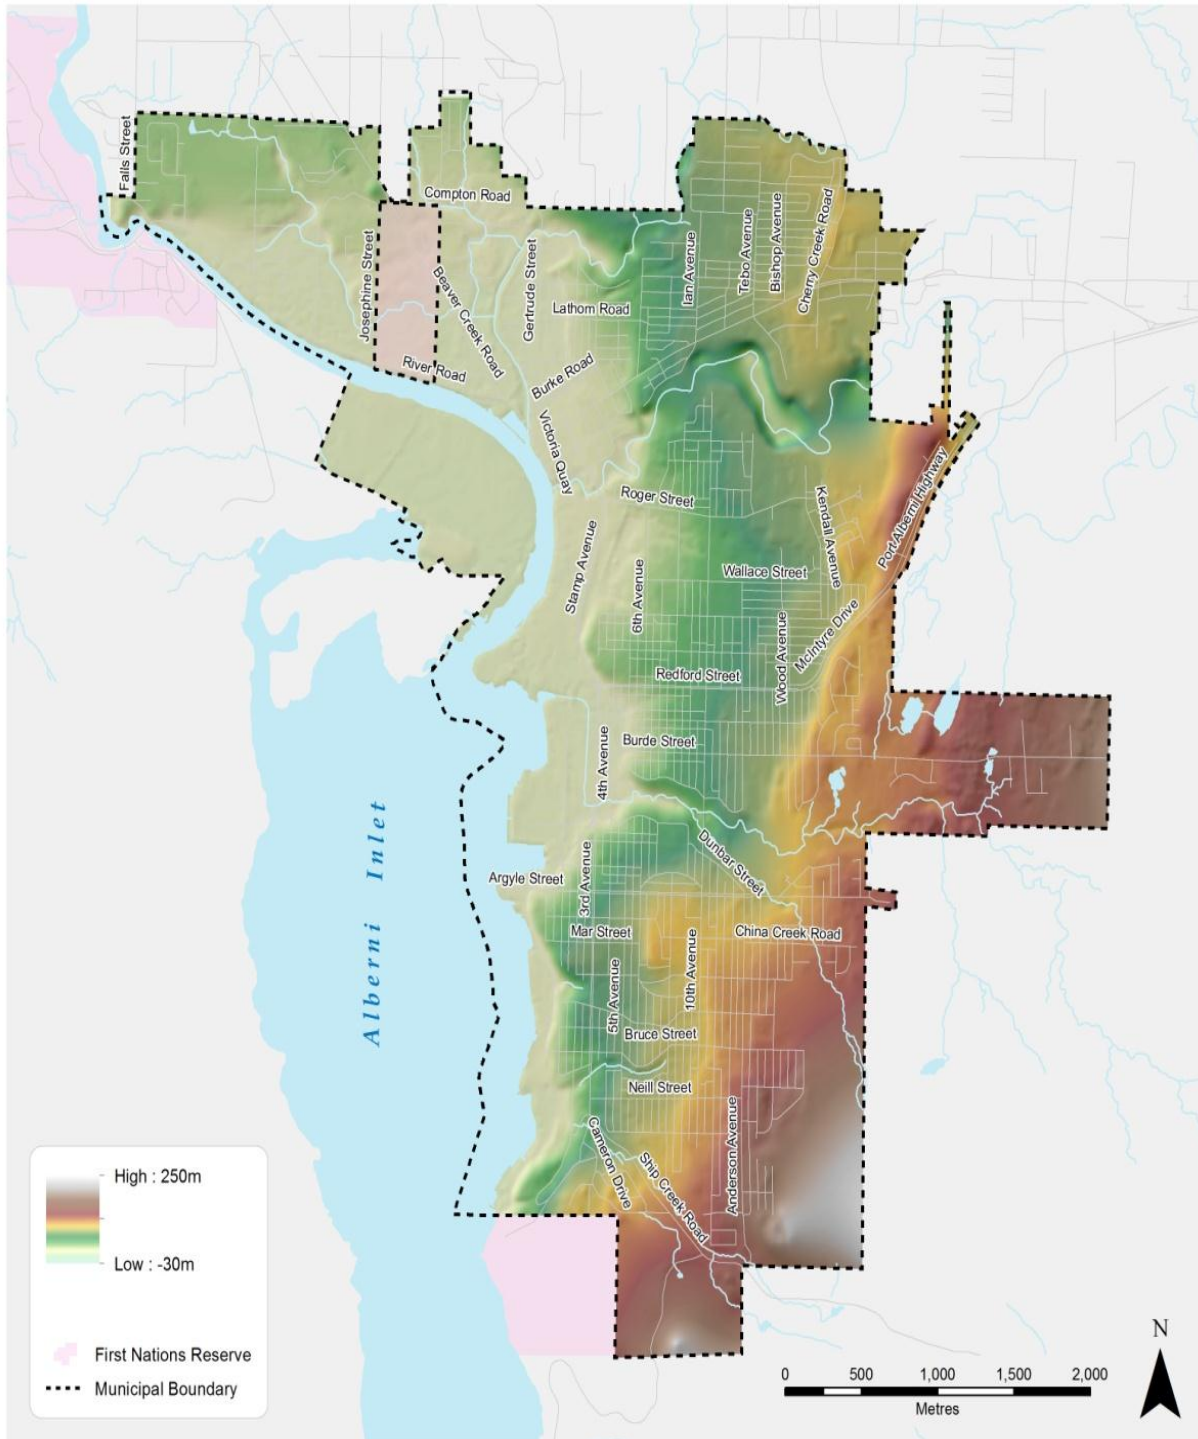 Falls Street
Compton Road
Josephine Street
Beaver Creek Road
Gertrude Street
Lathom Road
Ian Avenue
Tebo Avenue
Bishop Avenue
Cherry Creek Road
River Road
Burke Road
Victoria Quay
Roger Street
Kendall Avenue
Port Alberni Highway
Stamp Avenue
6th Avenue
Wallace Street
McIntyre Drive
Wood Avenue
Redford Street
Burde Street
4th Avenue
Dunbar Street
Argyle Street
3rd Avenue
Mar Street
China Creek Road
10th Avenue
5th Avenue
Bruce Street
Neill Street
Cameron Drive
Ship Creek Road
Anderson Avenue
Alberni Inlet
High : 250m
Low : -30m
First Nations Reserve
Municipal Boundary
N
0 500 1,000 1,500 2,000
Metres